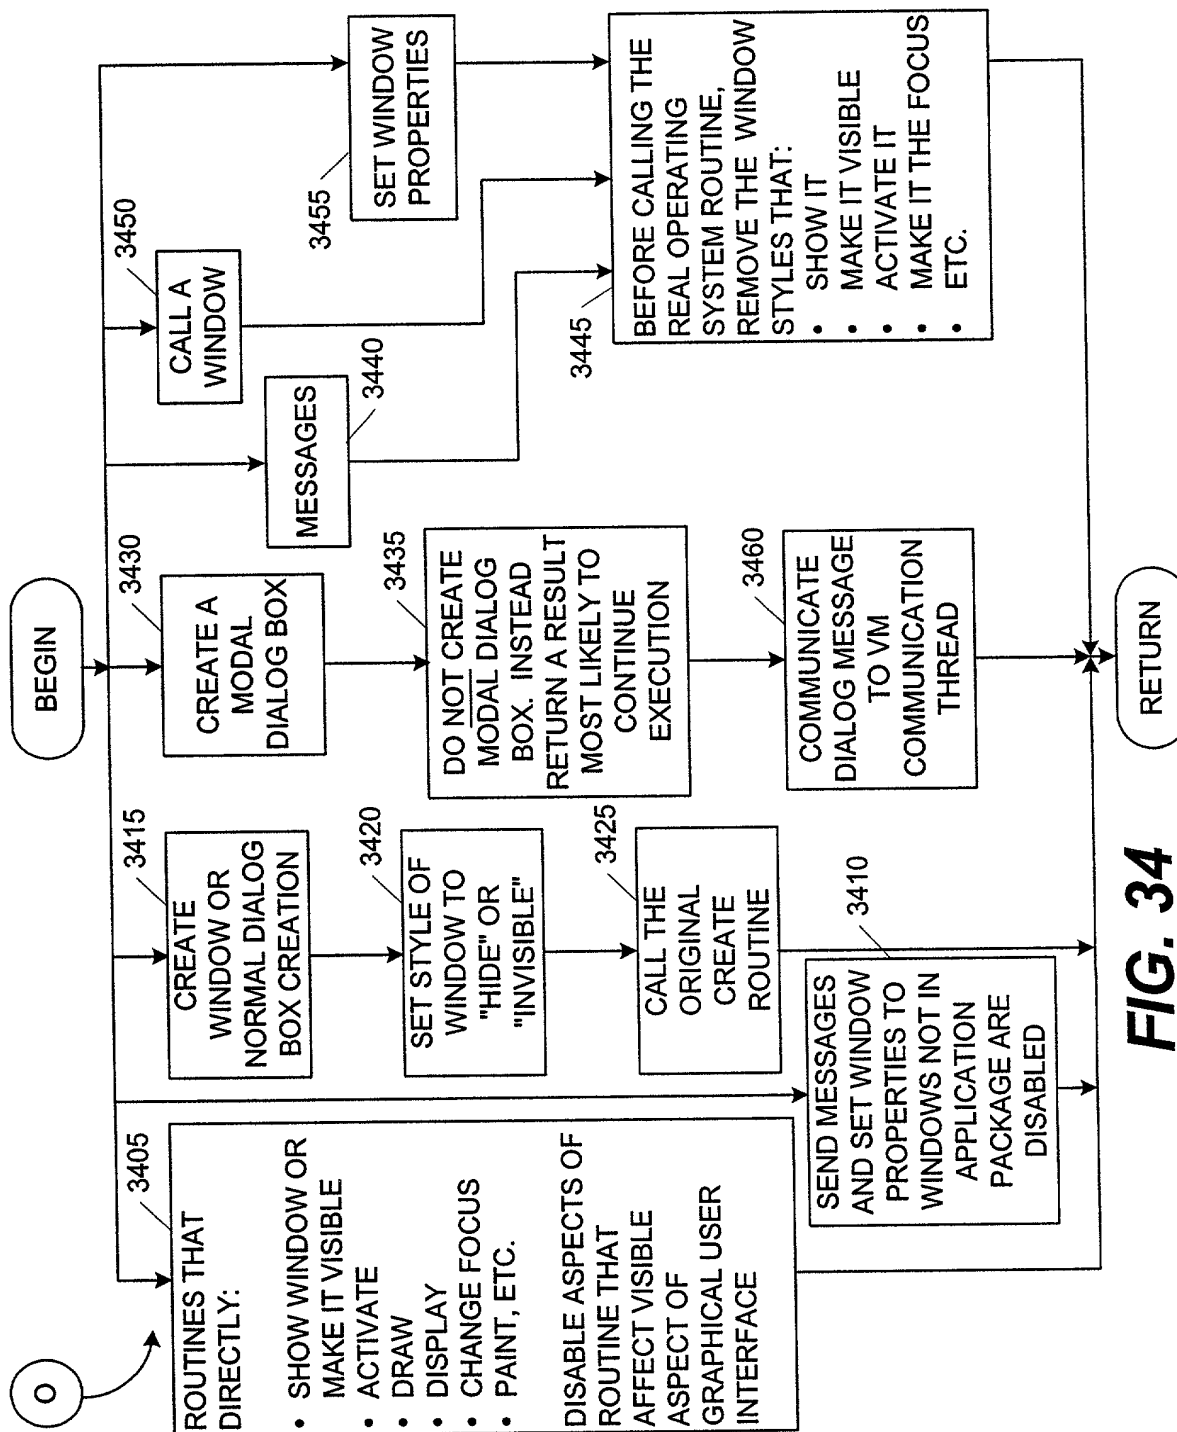 O
BEGIN
3405
ROUTINES THAT
DIRECTLY:
• SHOW WINDOW OR
MAKE IT VISIBLE
• ACTIVATE
• DRAW
• DISPLAY
• CHANGE FOCUS
• PAINT, ETC.
DISABLE ASPECTS OF
ROUTINE THAT
AFFECT VISIBLE
ASPECT OF
GRAPHICAL USER
INTERFACE
3410
SEND MESSAGES
AND SET WINDOW
PROPERTIES TO
WINDOWS NOT IN
APPLICATION
PACKAGE ARE
DISABLED
3415
CREATE
WINDOW OR
NORMAL DIALOG
BOX CREATION
3420
SET STYLE OF
WINDOW TO
"HIDE" OR
"INVISIBLE"
3425
CALL THE
ORIGINAL
CREATE
ROUTINE
3430
CREATE A
MODAL
DIALOG BOX
3435
DO NOT CREATE
MODAL DIALOG
BOX. INSTEAD
RETURN A RESULT
MOST LIKELY TO
CONTINUE
EXECUTION
3460
COMMUNICATE
DIALOG MESSAGE
TO VM
COMMUNICATION
THREAD
MESSAGES
3440
3450
CALL A
WINDOW
3455
SET WINDOW
PROPERTIES
3445
BEFORE CALLING THE
REAL OPERATING
SYSTEM ROUTINE,
REMOVE THE WINDOW
STYLES THAT:
• SHOW IT
• MAKE IT VISIBLE
• ACTIVATE IT
• MAKE IT THE FOCUS
• ETC.
RETURN
FIG. 34